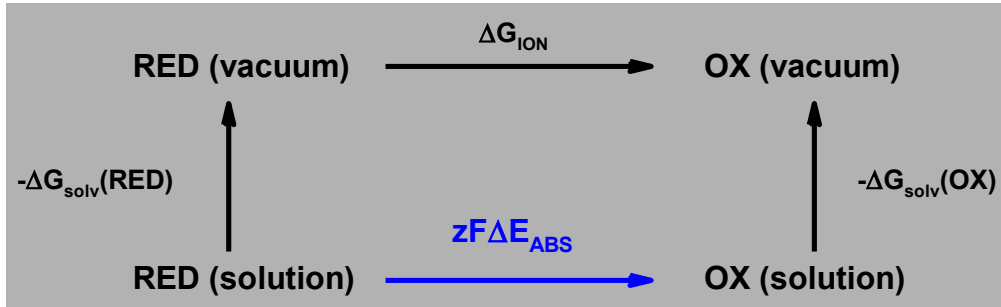 ΔG_ION
RED (vacuum) OX (vacuum)
-ΔG_solv(RED) -ΔG_solv(OX)
zFΔE_ABS
RED (solution) OX (solution)